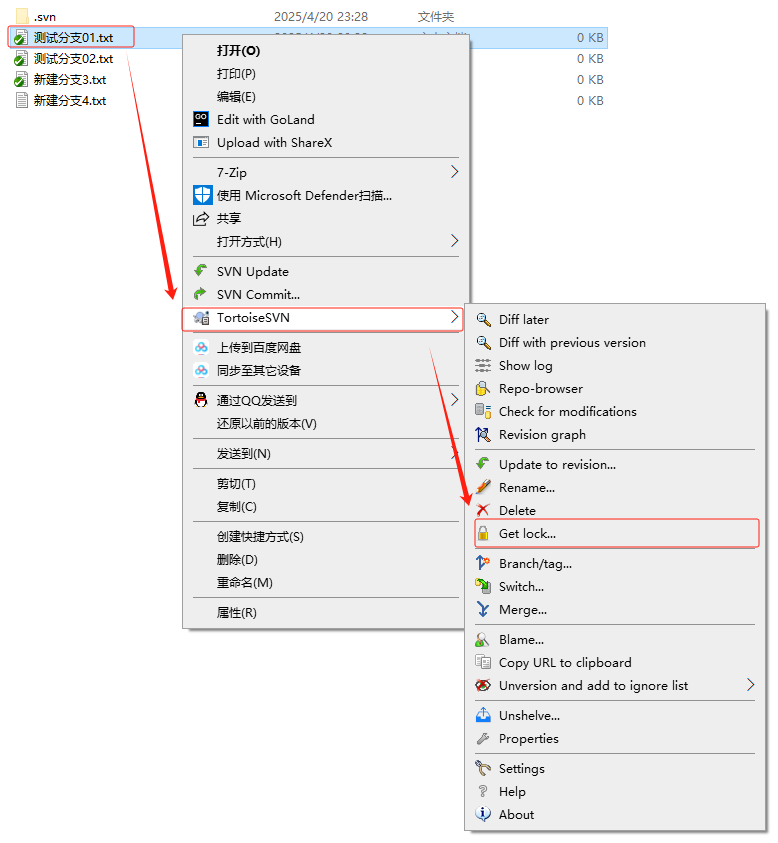 .svn 2025/4/20 23:28 文件夹
测试分支01.txt 0 KB
测试分支02.txt 0 KB
新建分支3.txt 0 KB
新建分支4.txt 0 KB
打开(O)
打印(P)
编辑(E)
Edit with GoLand
Upload with ShareX
7-Zip
使用 Microsoft Defender扫描...
共享
打开方式(H)
SVN Update
SVN Commit...
TortoiseSVN
上传到百度网盘
同步至其它设备
通过QQ发送到
还原以前的版本(V)
发送到(N)
剪切(T)
复制(C)
创建快捷方式(S)
删除(D)
重命名(M)
属性(R)
Diff later
Diff with previous version
Show log
Repo-browser
Check for modifications
Revision graph
Update to revision...
Rename...
Delete
Get lock...
Branch/tag...
Switch...
Merge...
Blame...
Copy URL to clipboard
Unversion and add to ignore list
Unshelve...
Properties
Settings
Help
About